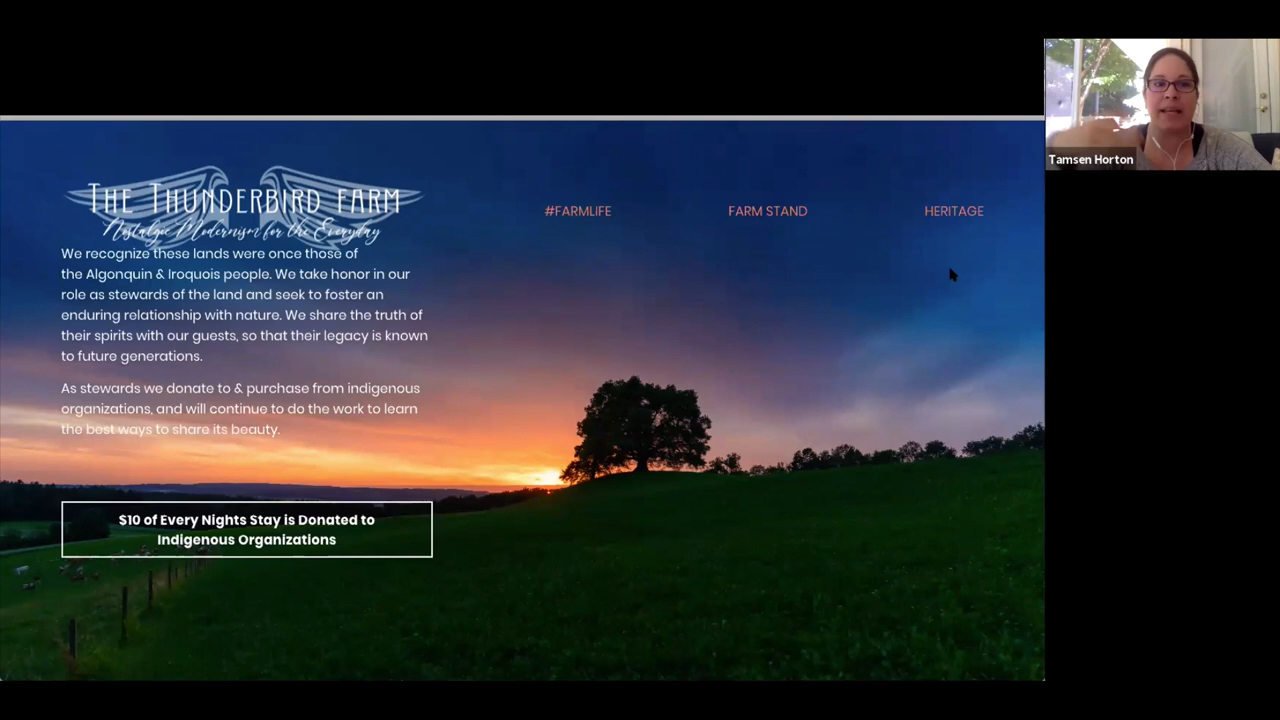 THE THUNDERBIRD FARM
Nostalgic Modernism for the Everyday
#FARMLIFE
FARM STAND
HERITAGE
We recognize these lands were once those of
the Algonquin & Iroquois people. We take honor in our
role as stewards of the land and seek to foster an
enduring relationship with nature. We share the truth of
their spirits with our guests, so that their legacy is known
to future generations.
As stewards we donate to & purchase from indigenous
organizations, and will continue to do the work to learn
the best ways to share its beauty.
$10 of Every Nights Stay is Donated to
Indigenous Organizations
Tamsen Horton